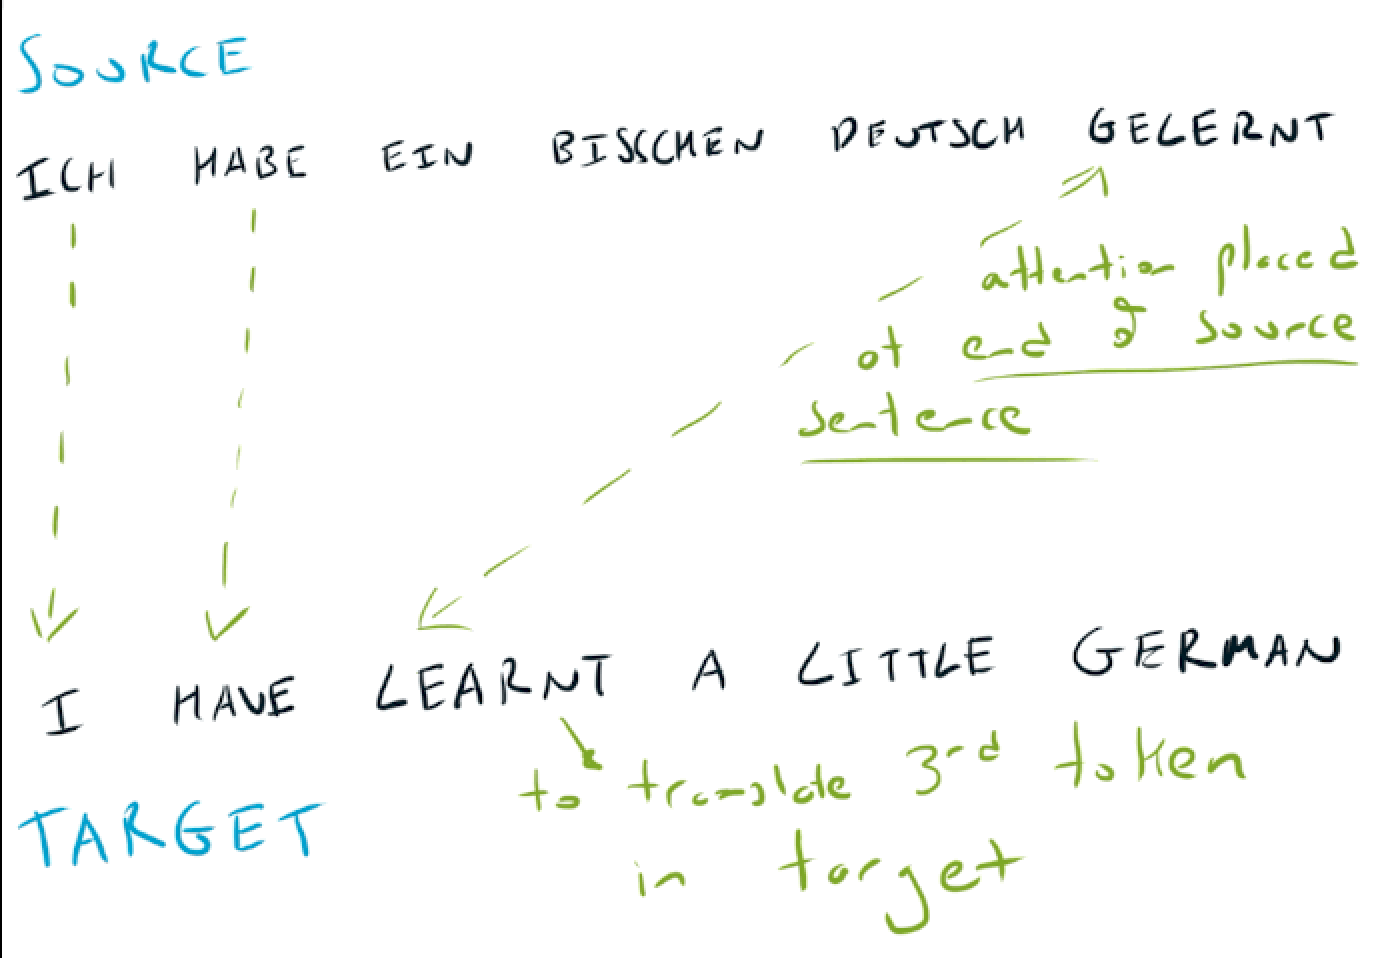 SOURCE
ICH HABE EIN BISSCHEN DEUTSCH GELERNT
attention placed
at end of source
sentence
I HAVE LEARNT A LITTLE GERMAN
to translate 3rd token
in target
TARGET